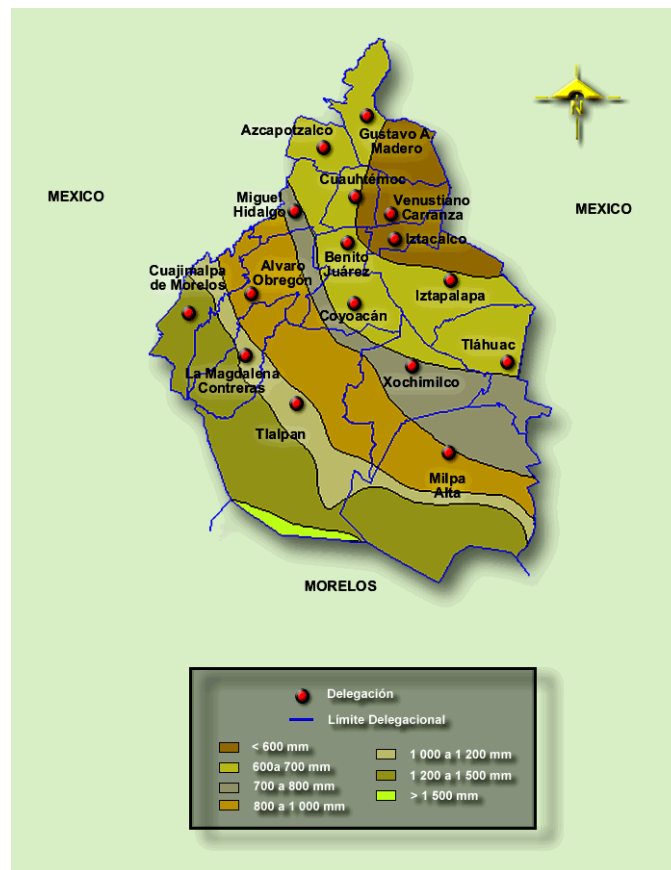 N
Azcapotzalco
Gustavo A.
Madero
Cuauhtémoc
MEXICO
Miguel
Hidalgo
Venustiano
Carranza
MEXICO
Iztacalco
Benito
Juárez
Cuajimalpa
de Morelos
Alvaro
Obregón
Iztapalapa
Coyoacán
Tláhuac
La Magdalena
Contreras
Xochimilco
Tlalpan
Milpa
Alta
MORELOS
Delegación
Límite Delegacional
< 600 mm
600a 700 mm
700 a 800 mm
800 a 1 000 mm
1 000 a 1 200 mm
1 200 a 1 500 mm
> 1 500 mm